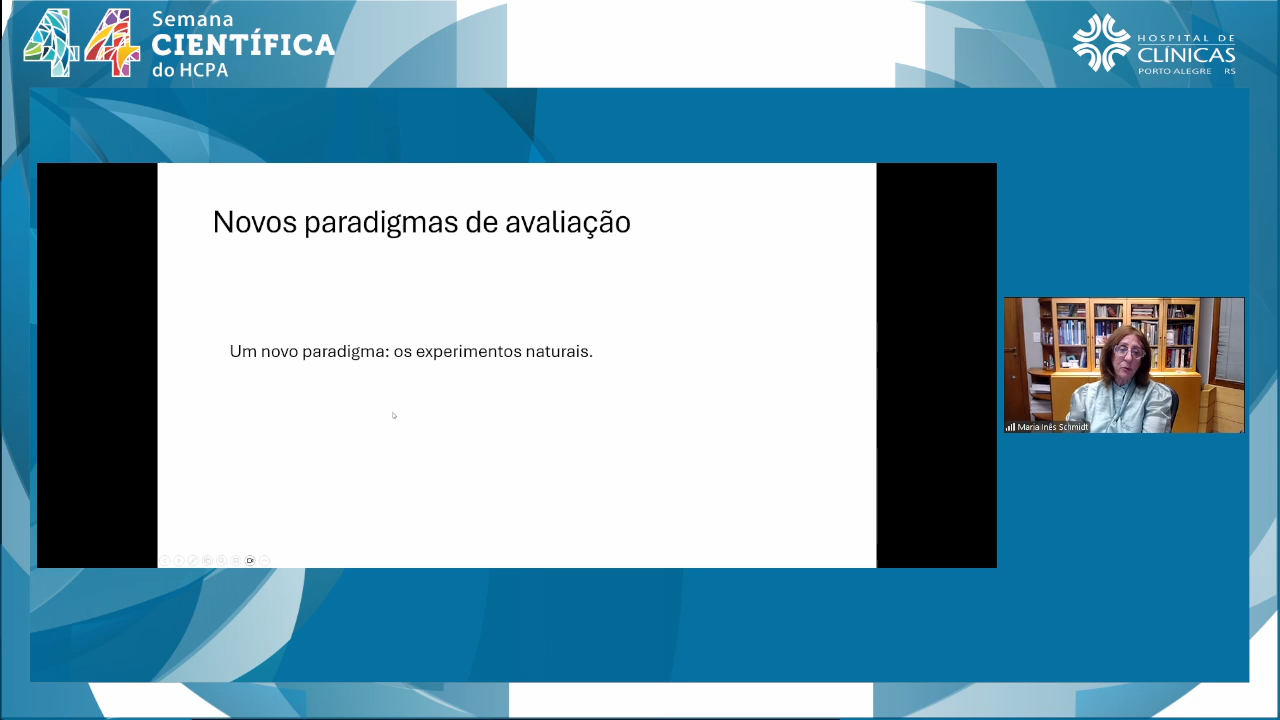 44 Semana
CIENTÍFICA
do HCPA
HOSPITAL DE
CLÍNICAS
PORTO ALEGRE RS
Novos paradigmas de avaliação
Um novo paradigma: os experimentos naturais.
Maria Inês Schmidt